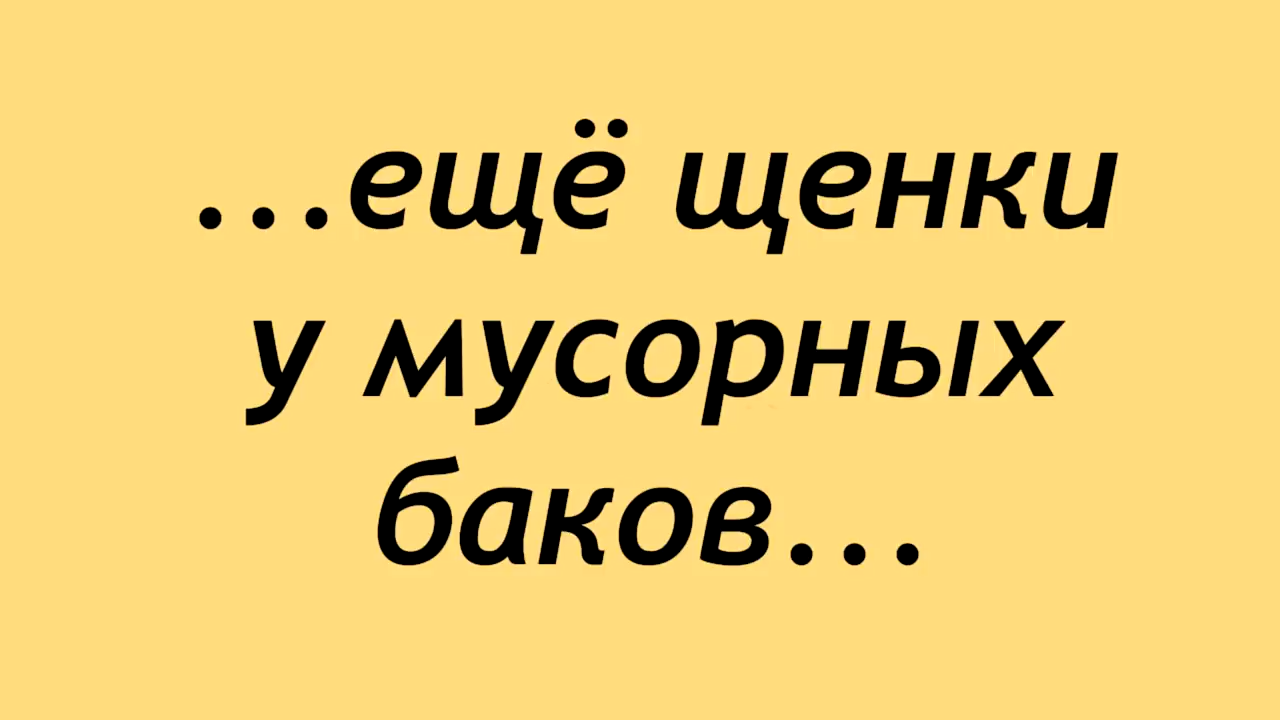 …ещё щенки
у мусорных
баков…